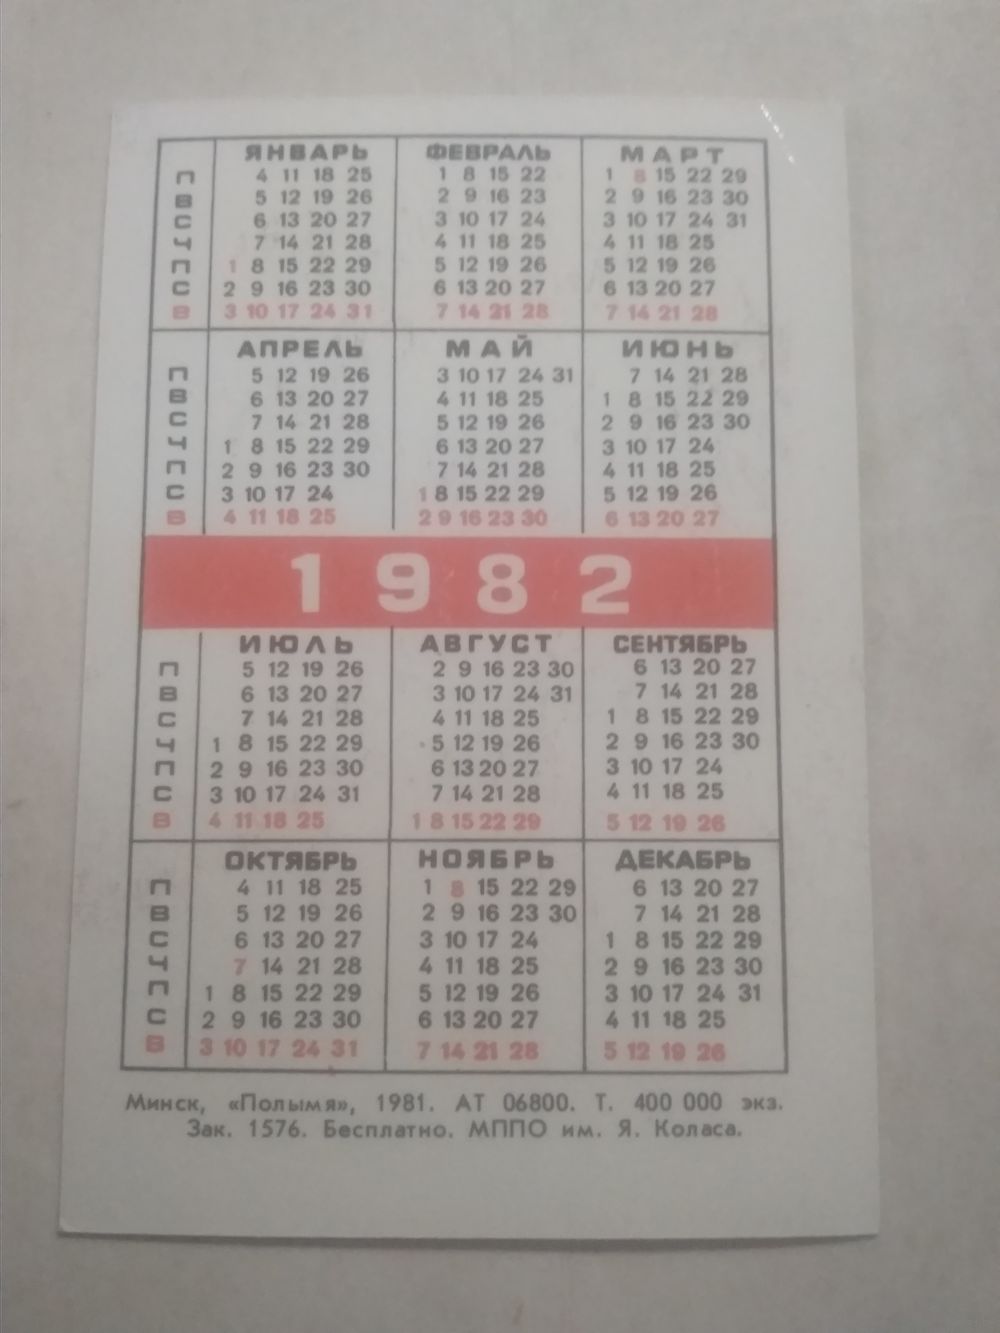 ЯНВАРЬ ФЕВРАЛЬ МАРТ
П 4 11 18 25 1 8 15 22 1 8 15 22 29
В 5 12 19 26 2 9 16 23 2 9 16 23 30
С 6 13 20 27 3 10 17 24 3 10 17 24 31
Ч 7 14 21 28 4 11 18 25 4 11 18 25
П 1 8 15 22 29 5 12 19 26 5 12 19 26
С 2 9 16 23 30 6 13 20 27 6 13 20 27
В 3 10 17 24 31 7 14 21 28 7 14 21 28
АПРЕЛЬ МАЙ ИЮНЬ
П 5 12 19 26 3 10 17 24 31 7 14 21 28
В 6 13 20 27 4 11 18 25 1 8 15 22 29
С 7 14 21 28 5 12 19 26 2 9 16 23 30
Ч 1 8 15 22 29 6 13 20 27 3 10 17 24
П 2 9 16 23 30 7 14 21 28 4 11 18 25
С 3 10 17 24 1 8 15 22 29 5 12 19 26
В 4 11 18 25 2 9 16 23 30 6 13 20 27
1982
ИЮЛЬ АВГУСТ СЕНТЯБРЬ
П 5 12 19 26 2 9 16 23 30 6 13 20 27
В 6 13 20 27 3 10 17 24 31 7 14 21 28
С 7 14 21 28 4 11 18 25 1 8 15 22 29
Ч 1 8 15 22 29 5 12 19 26 2 9 16 23 30
П 2 9 16 23 30 6 13 20 27 3 10 17 24
С 3 10 17 24 31 7 14 21 28 4 11 18 25
В 4 11 18 25 1 8 15 22 29 5 12 19 26
ОКТЯБРЬ НОЯБРЬ ДЕКАБРЬ
П 4 11 18 25 1 8 15 22 29 6 13 20 27
В 5 12 19 26 2 9 16 23 30 7 14 21 28
С 6 13 20 27 3 10 17 24 1 8 15 22 29
Ч 7 14 21 28 4 11 18 25 2 9 16 23 30
П 1 8 15 22 29 5 12 19 26 3 10 17 24 31
С 2 9 16 23 30 6 13 20 27 4 11 18 25
В 3 10 17 24 31 7 14 21 28 5 12 19 26
Минск, «Полымя», 1981. АТ 06800. Т. 400 000 экз.
Зак. 1576. Бесплатно. МППО им. Я. Коласа.